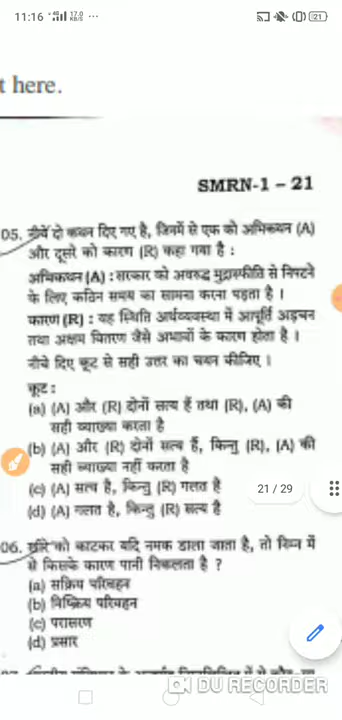 11:16
17.0
KB/S
21
t here.
SMRN-1 – 21
05. नीचे दो कथन दिए गए है, जिनमें से एक को अभिकथन (A)
और दूसरे को कारण (R) कहा गया है :
अभिकथन (A) : सरकार को अवरुद्ध मुद्रास्फीति से निपटने
के लिए कठिन समय का सामना करना पड़ता है ।
कारण (R) : यह स्थिति अर्थव्यवस्था में आपूर्ति अड़चन
तथा अक्षम वितरण जैसे अभावों के कारण होता है ।
नीचे दिए कूट से सही उत्तर का चयन कीजिए ।
कूट :
(a) (A) और (R) दोनों सत्य हैं तथा (R), (A) की
सही व्याख्या करता है
(b) (A) और (R) दोनों सत्य हैं, किन्तु (R), (A) की
सही व्याख्या नहीं करता है
(c) (A) सत्य है, किन्तु (R) गलत है
21 / 29
(d) (A) गलत है, किन्तु (R) सत्य है
06. खीरे को काटकर यदि नमक डाला जाता है, तो निम्न में
से किसके कारण पानी निकलता है ?
(a) सक्रिय परिवहन
(b) निष्क्रिय परिवहन
(c) परासरण
(d) प्रसार
DU RECORDER